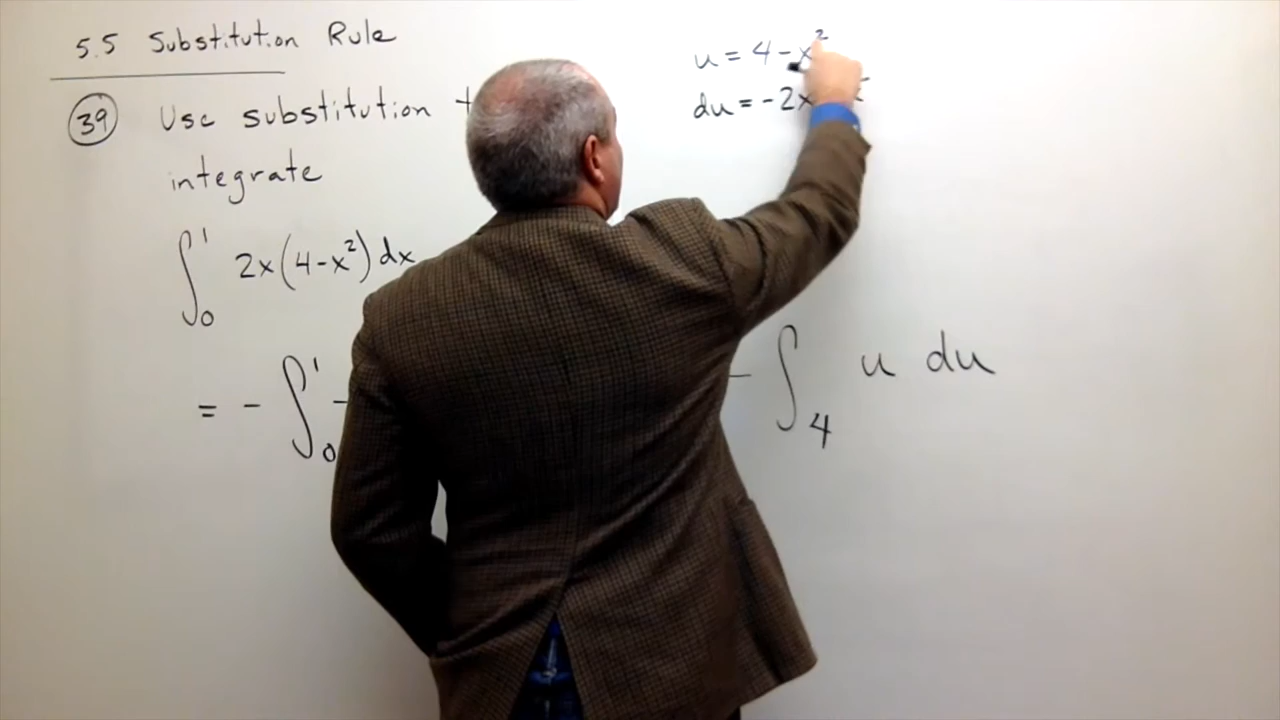 5.5 Substitution Rule
39 Use substitution
integrate
∫₀¹ 2x(4-x²)dx
= - ∫₀¹ -
u = 4-x²
du = -2x
- ∫₄ u du